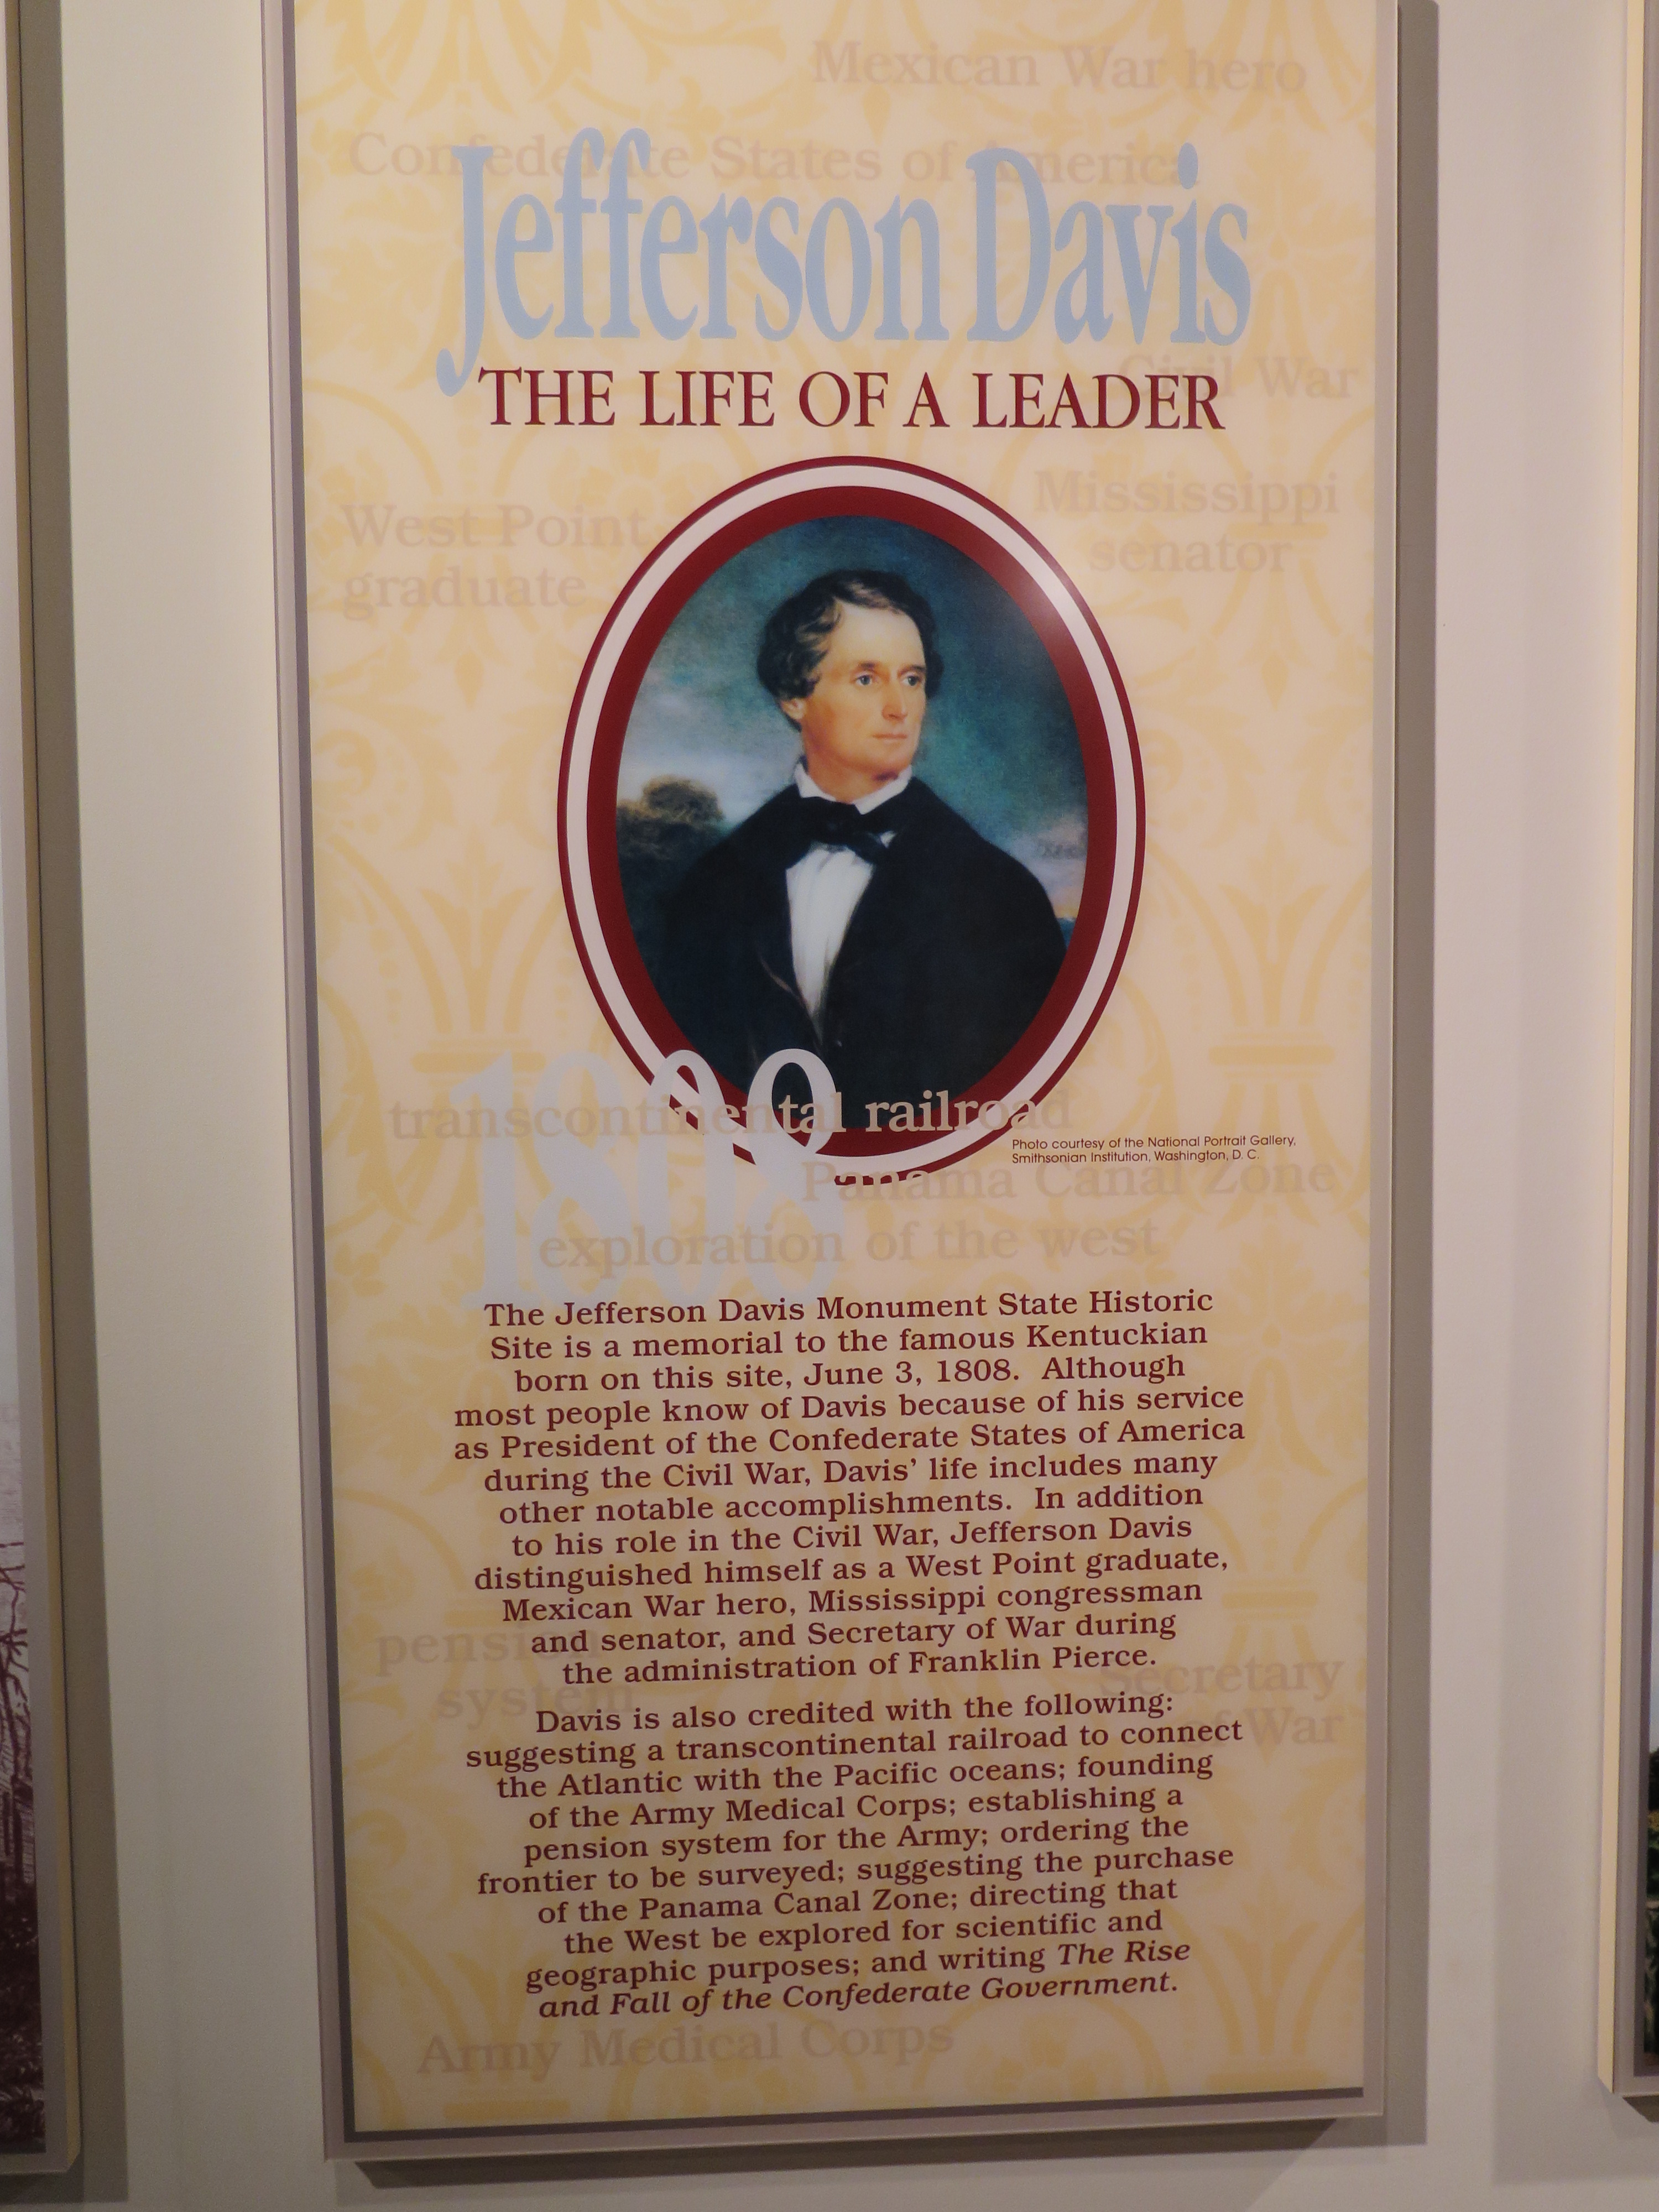 Mexican War hero
Confederate States of America
Jefferson Davis
THE LIFE OF A LEADER
Civil War
Mississippi
senator
West Point
graduate
1808
transcontinental railroad
Photo courtesy of the National Portrait Gallery,
Smithsonian Institution, Washington, D. C.
Panama Canal Zone
exploration of the west
The Jefferson Davis Monument State Historic
Site is a memorial to the famous Kentuckian
born on this site, June 3, 1808. Although
most people know of Davis because of his service
as President of the Confederate States of America
during the Civil War, Davis’ life includes many
other notable accomplishments. In addition
to his role in the Civil War, Jefferson Davis
distinguished himself as a West Point graduate,
Mexican War hero, Mississippi congressman
and senator, and Secretary of War during
the administration of Franklin Pierce.
pension
system
Secretary
of War
Davis is also credited with the following:
suggesting a transcontinental railroad to connect
the Atlantic with the Pacific oceans; founding
of the Army Medical Corps; establishing a
pension system for the Army; ordering the
frontier to be surveyed; suggesting the purchase
of the Panama Canal Zone; directing that
the West be explored for scientific and
geographic purposes; and writing The Rise
and Fall of the Confederate Government.
Army Medical Corps